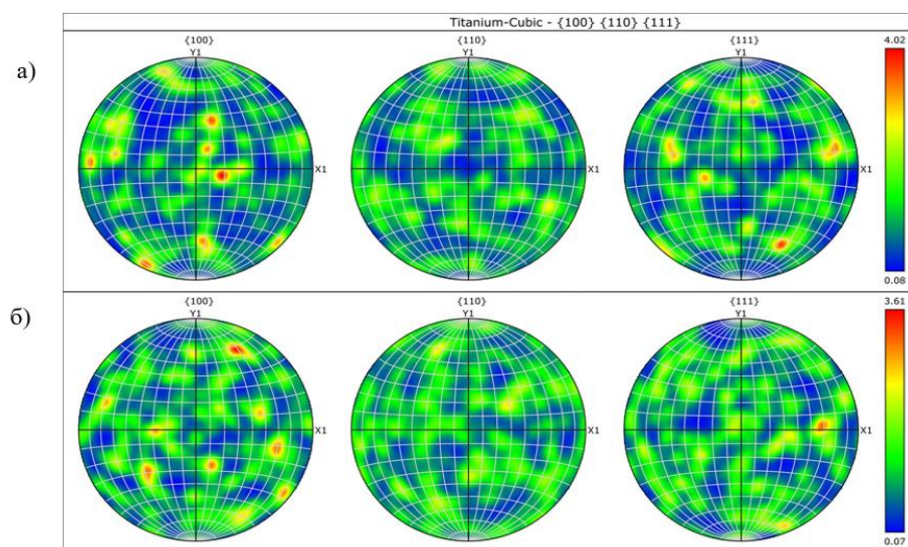 Titanium-Cubic - {100} {110} {111}
а)
{100} {110} {111} 4.02
Y1 Y1 Y1
X1 X1 X1
0.08
б)
{100} {110} {111} 3.61
Y1 Y1 Y1
X1 X1 X1
0.07